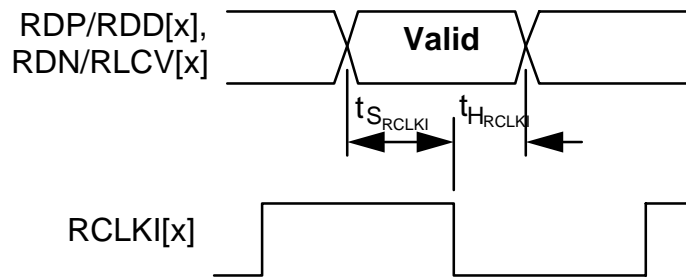 RDP/RDD[x],
RDN/RLCV[x]
Valid
tSRCLKI
tHRCLKI
RCLKI[x]